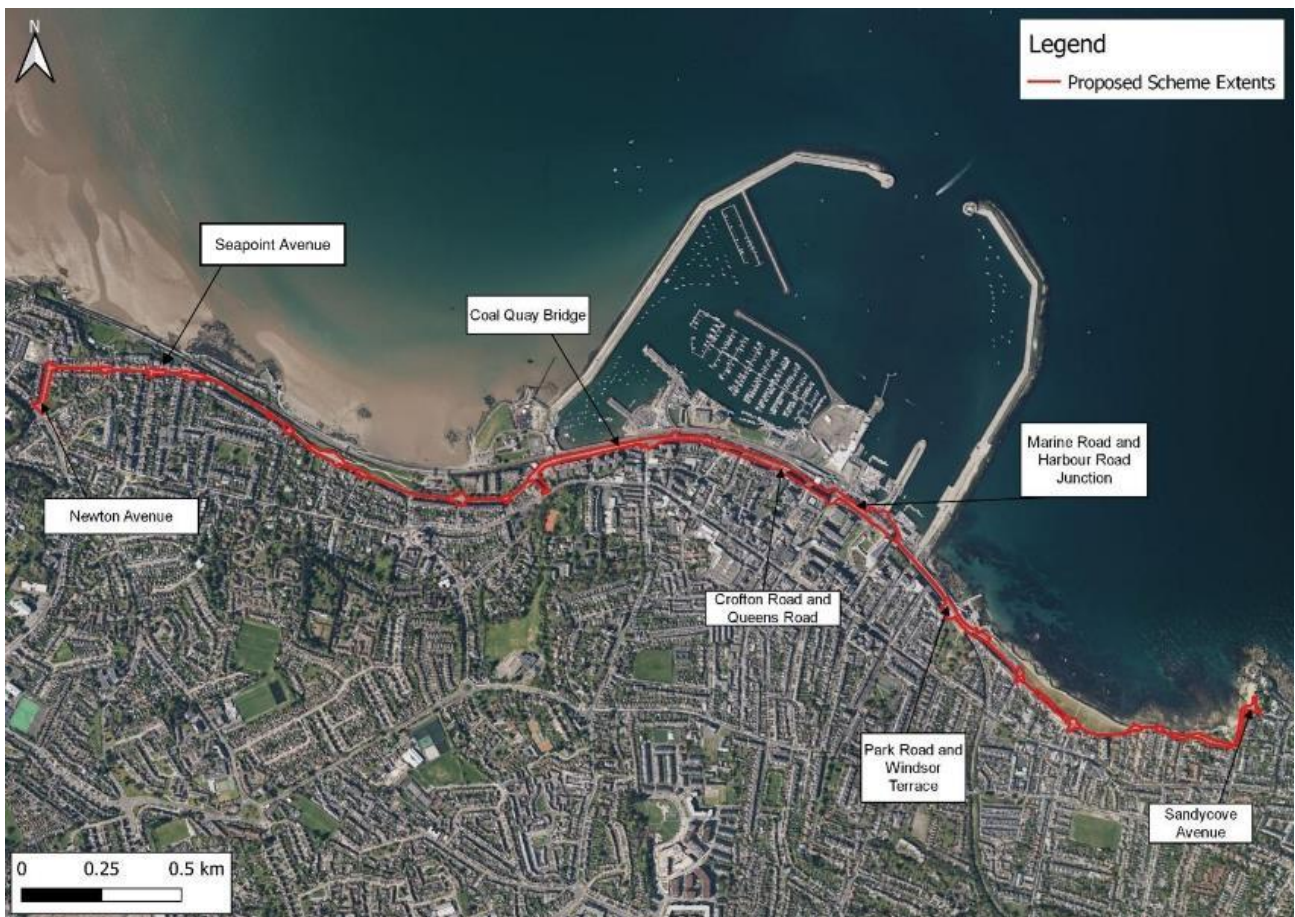 N
Legend
Proposed Scheme Extents
Seapoint Avenue
Coal Quay Bridge
Marine Road and
Harbour Road
Junction
Newton Avenue
Crofton Road and
Queens Road
Park Road and
Windsor
Terrace
Sandycove
Avenue
0 0.25 0.5 km